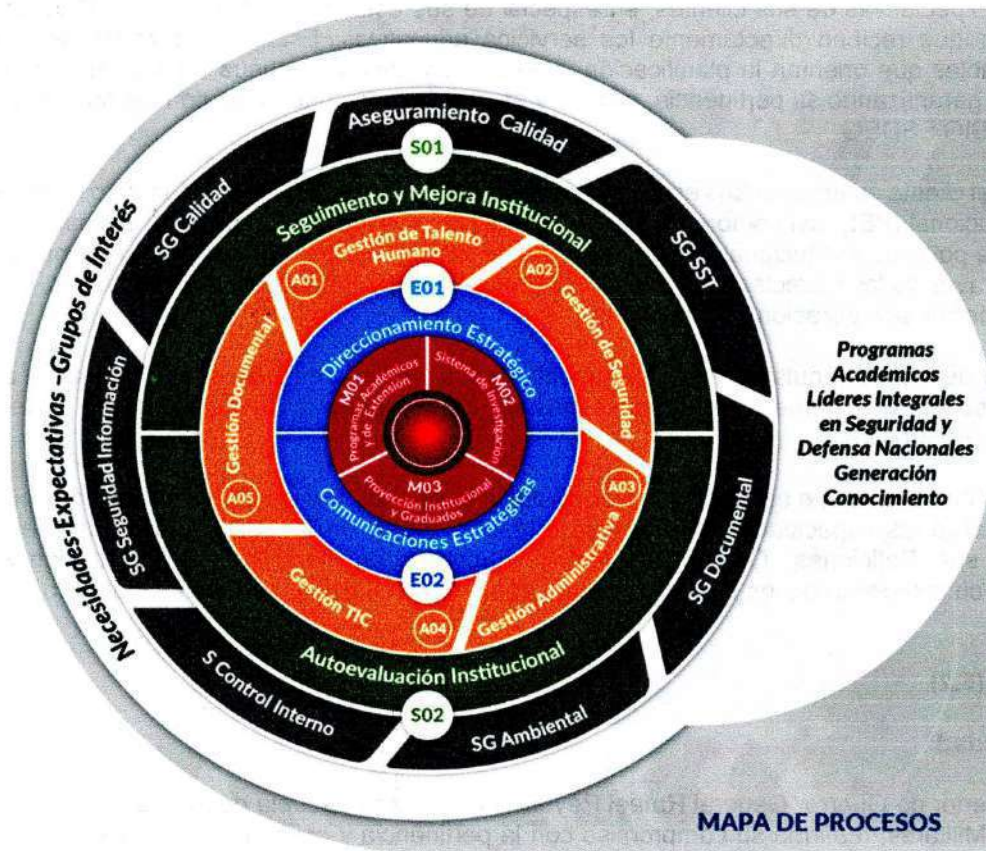 Aseguramiento Calidad
S01
Seguimiento y Mejora Institucional
SG Calidad
SG SST
Gestión de Talento
Humano
A01
A02
Gestión de Seguridad
E01
Direccionamiento Estratégico
Necesidades-Expectativas -Grupos de Interés
SG Seguridad Información
Gestión Documental
A05
M01
Programas Académicos
y de Extensión
Sistema de
Investigación
M02
M03
Proyección Institucional
y Graduados
Comunicaciones Estratégicas
E02
A03
Gestión Administrativa
Gestión TIC
A04
SG Documental
Autoevaluación Institucional
S02
S Control Interno
SG Ambiental
Programas
Académicos
Líderes Integrales
en Seguridad y
Defensa Nacionales
Generación
Conocimiento
MAPA DE PROCESOS